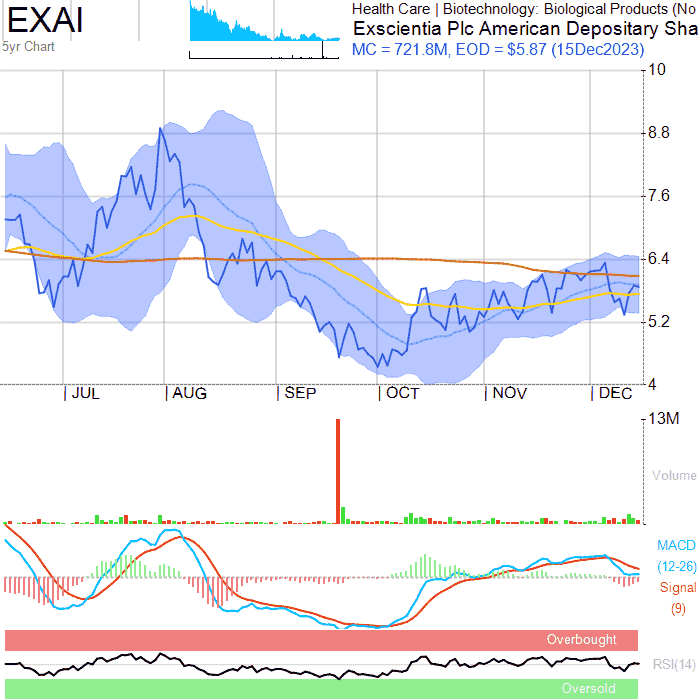 EXAI
5yr Chart
Health Care | Biotechnology: Biological Products (No
Exscientia Plc American Depositary Sha
MC = 721.8M, EOD = $5.87 (15Dec2023)
10
8.8
7.6
6.4
5.2
4
JUL
AUG
SEP
OCT
NOV
DEC
13M
Volume
MACD
(12-26)
Signal
(9)
Overbought
RSI(14)
Oversold